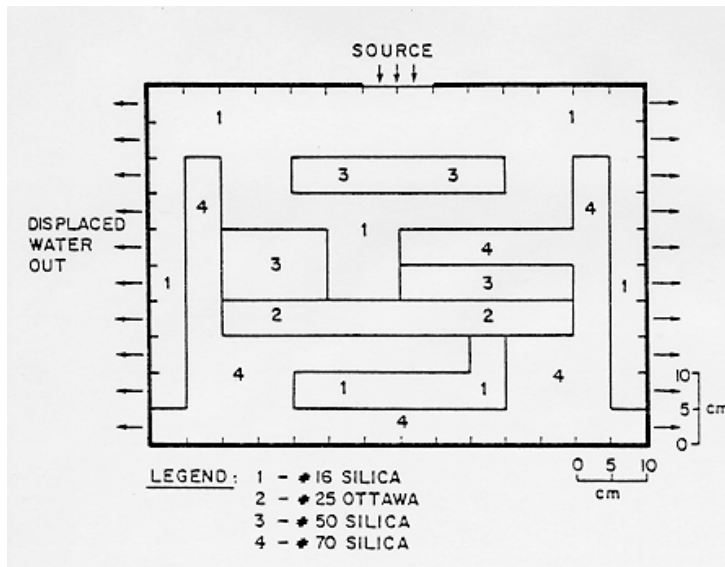 SOURCE
1 1
3 3
4 4
DISPLACED
WATER
OUT
1
4
3
3
1 1
2 2
4 4
1 1
4
10
5
0
cm
0 5 10
cm
LEGEND: 1 - #16 SILICA
2 - #25 OTTAWA
3 - #50 SILICA
4 - #70 SILICA